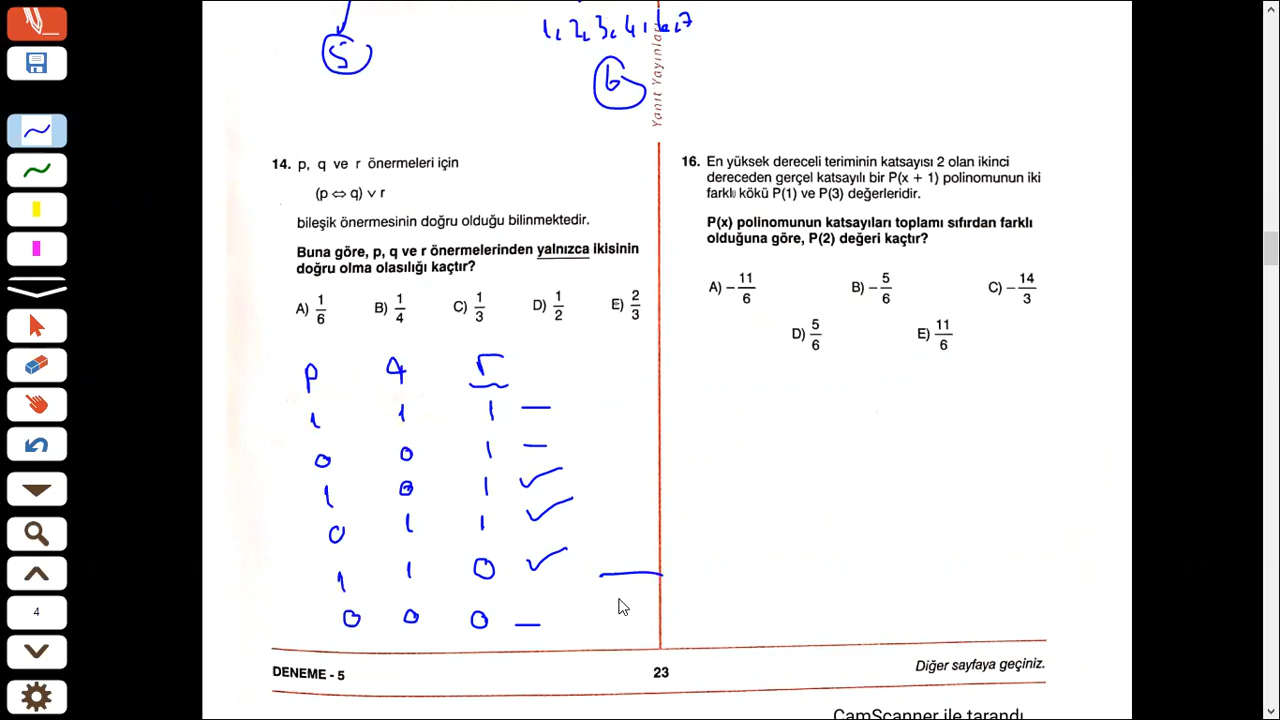 5
1, 2, 3, 4, 6, 7
6
Yanıt Yayınları
14. p, q ve r önermeleri için
(p ⇔ q) ∨ r
bileşik önermesinin doğru olduğu bilinmektedir.
Buna göre, p, q ve r önermelerinden yalnızca ikisinin
doğru olma olasılığı kaçtır?
A) 1/6 B) 1/4 C) 1/3 D) 1/2 E) 2/3
p q r
1 1 1 —
0 0 1 —
1 0 1 ✓
0 1 1 ✓
1 1 0 ✓
0 0 0 —
16. En yüksek dereceli teriminin katsayısı 2 olan ikinci
dereceden gerçel katsayılı bir P(x + 1) polinomunun iki
farklı kökü P(1) ve P(3) değerleridir.
P(x) polinomunun katsayıları toplamı sıfırdan farklı
olduğuna göre, P(2) değeri kaçtır?
A) -11/6 B) -5/6 C) -14/3
D) 5/6 E) 11/6
DENEME - 5
23
Diğer sayfaya geçiniz.
CamScanner ile tarandı
4